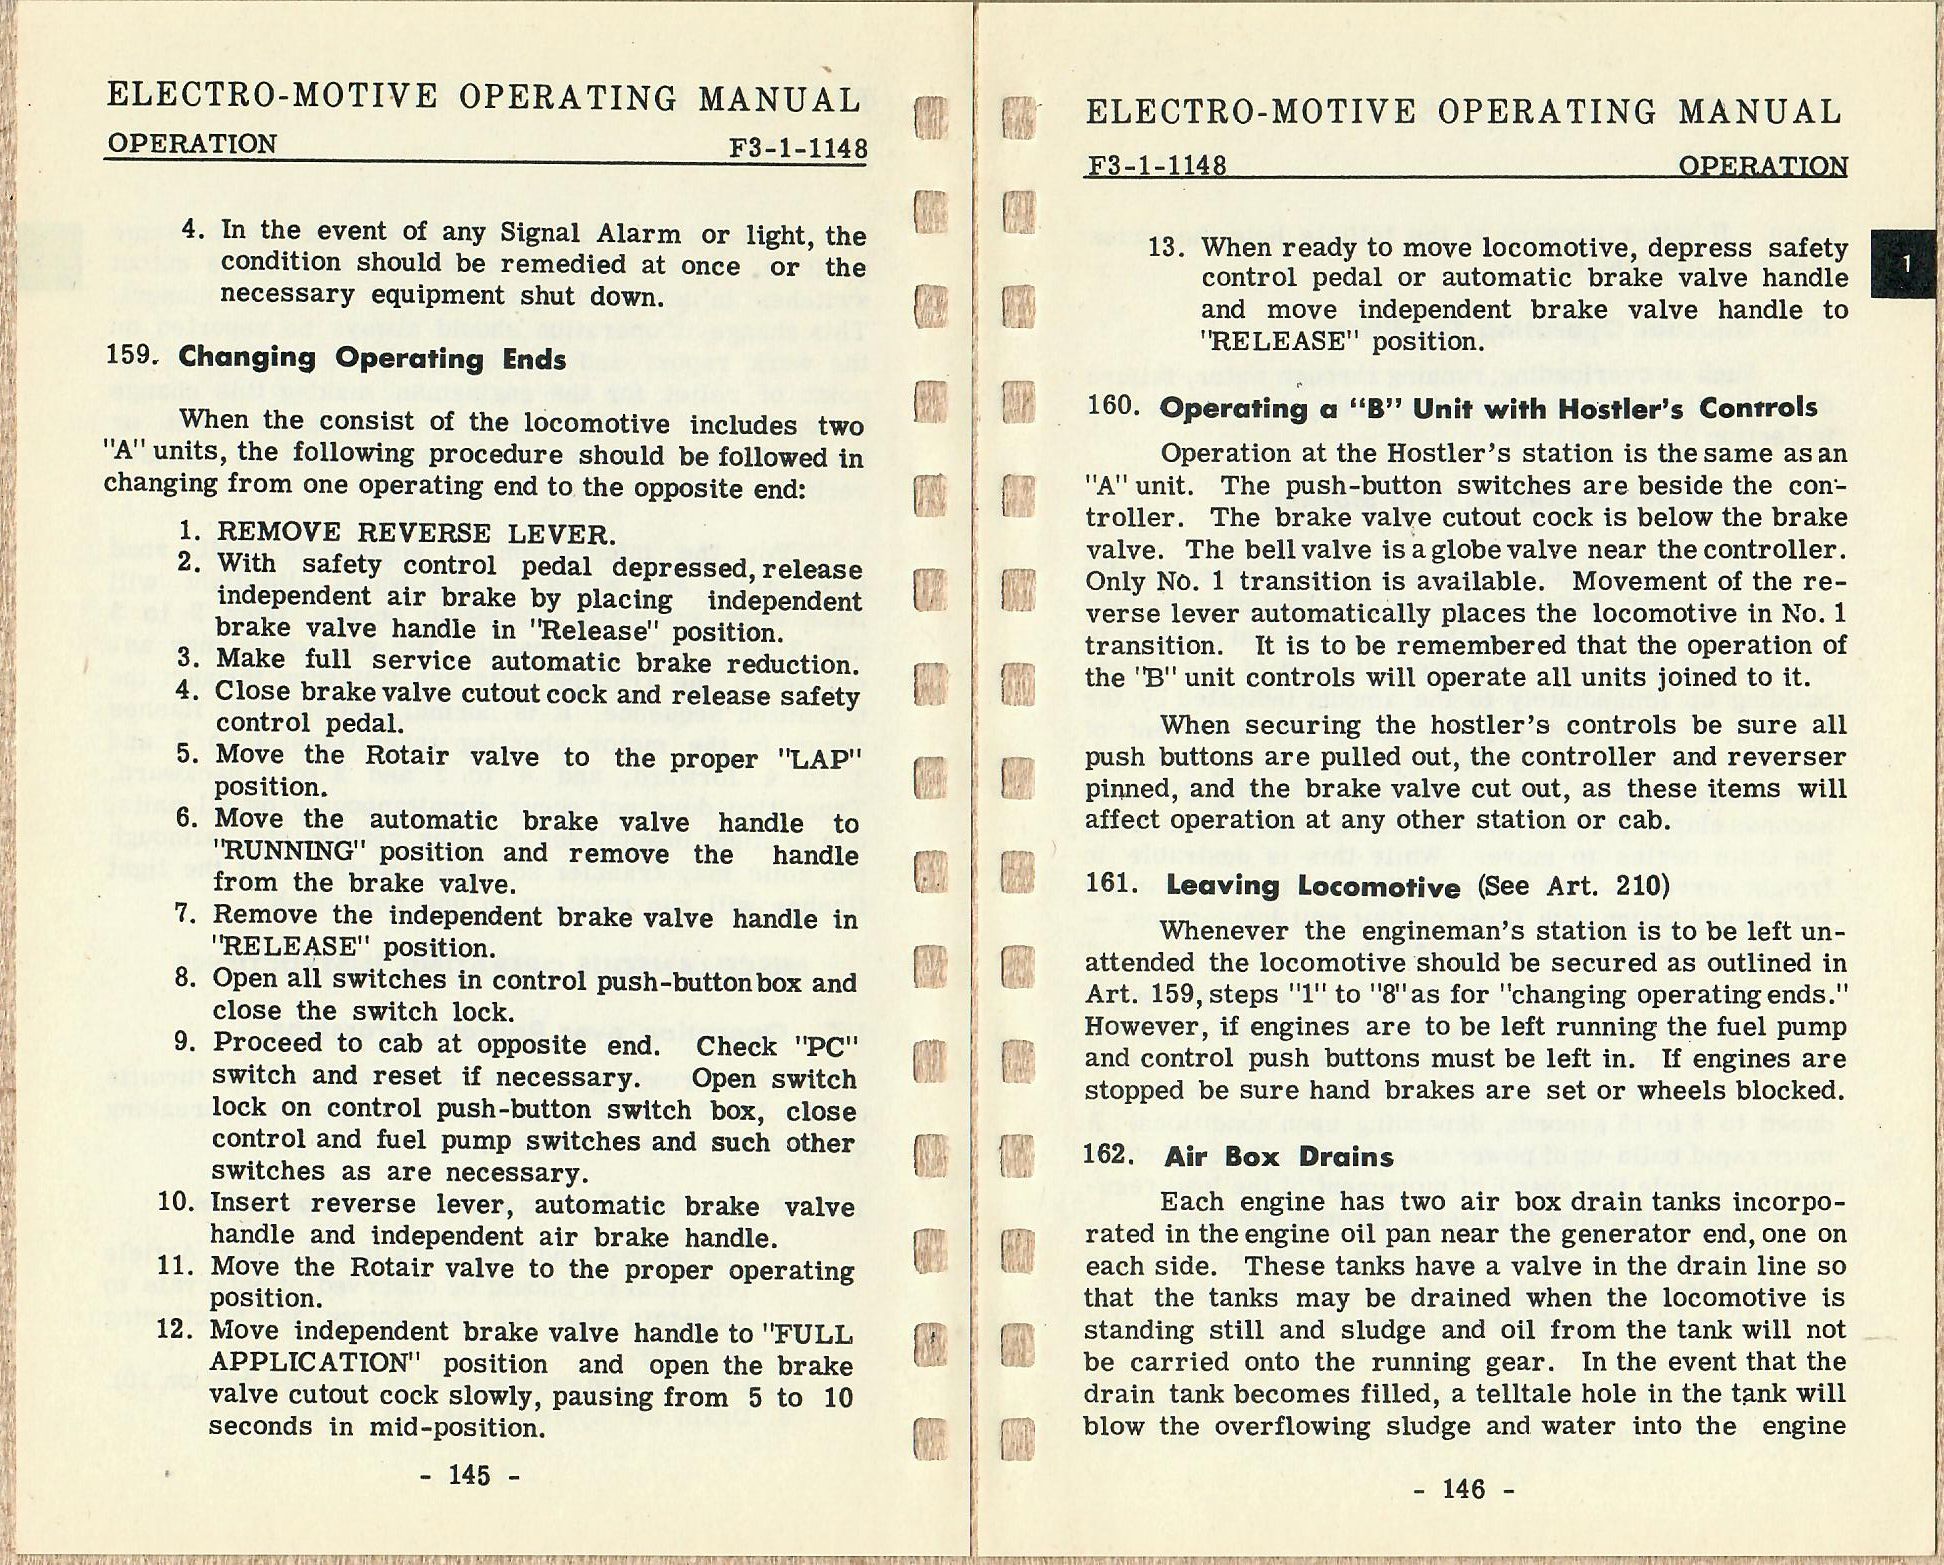 ELECTRO-MOTIVE OPERATING MANUAL
OPERATION F3-1-1148
4. In the event of any Signal Alarm or light, the
condition should be remedied at once or the
necessary equipment shut down.
159. Changing Operating Ends
When the consist of the locomotive includes two
"A" units, the following procedure should be followed in
changing from one operating end to the opposite end:
1. REMOVE REVERSE LEVER.
2. With safety control pedal depressed, release
independent air brake by placing independent
brake valve handle in "Release" position.
3. Make full service automatic brake reduction.
4. Close brake valve cutout cock and release safety
control pedal.
5. Move the Rotair valve to the proper "LAP"
position.
6. Move the automatic brake valve handle to
"RUNNING" position and remove the handle
from the brake valve.
7. Remove the independent brake valve handle in
"RELEASE" position.
8. Open all switches in control push-button box and
close the switch lock.
9. Proceed to cab at opposite end. Check "PC"
switch and reset if necessary. Open switch
lock on control push-button switch box, close
control and fuel pump switches and such other
switches as are necessary.
10. Insert reverse lever, automatic brake valve
handle and independent air brake handle.
11. Move the Rotair valve to the proper operating
position.
12. Move independent brake valve handle to "FULL
APPLICATION" position and open the brake
valve cutout cock slowly, pausing from 5 to 10
seconds in mid-position.
- 145 -
ELECTRO-MOTIVE OPERATING MANUAL
F3-1-1148 OPERATION
1
13. When ready to move locomotive, depress safety
control pedal or automatic brake valve handle
and move independent brake valve handle to
"RELEASE" position.
160. Operating a "B" Unit with Hostler's Controls
Operation at the Hostler's station is the same as an
"A" unit. The push-button switches are beside the con-
troller. The brake valve cutout cock is below the brake
valve. The bell valve is a globe valve near the controller.
Only No. 1 transition is available. Movement of the re-
verse lever automatically places the locomotive in No. 1
transition. It is to be remembered that the operation of
the "B" unit controls will operate all units joined to it.
When securing the hostler's controls be sure all
push buttons are pulled out, the controller and reverser
pinned, and the brake valve cut out, as these items will
affect operation at any other station or cab.
161. Leaving Locomotive (See Art. 210)
Whenever the engineman's station is to be left un-
attended the locomotive should be secured as outlined in
Art. 159, steps "1" to "8" as for "changing operating ends."
However, if engines are to be left running the fuel pump
and control push buttons must be left in. If engines are
stopped be sure hand brakes are set or wheels blocked.
162. Air Box Drains
Each engine has two air box drain tanks incorpo-
rated in the engine oil pan near the generator end, one on
each side. These tanks have a valve in the drain line so
that the tanks may be drained when the locomotive is
standing still and sludge and oil from the tank will not
be carried onto the running gear. In the event that the
drain tank becomes filled, a telltale hole in the tank will
blow the overflowing sludge and water into the engine
- 146 -